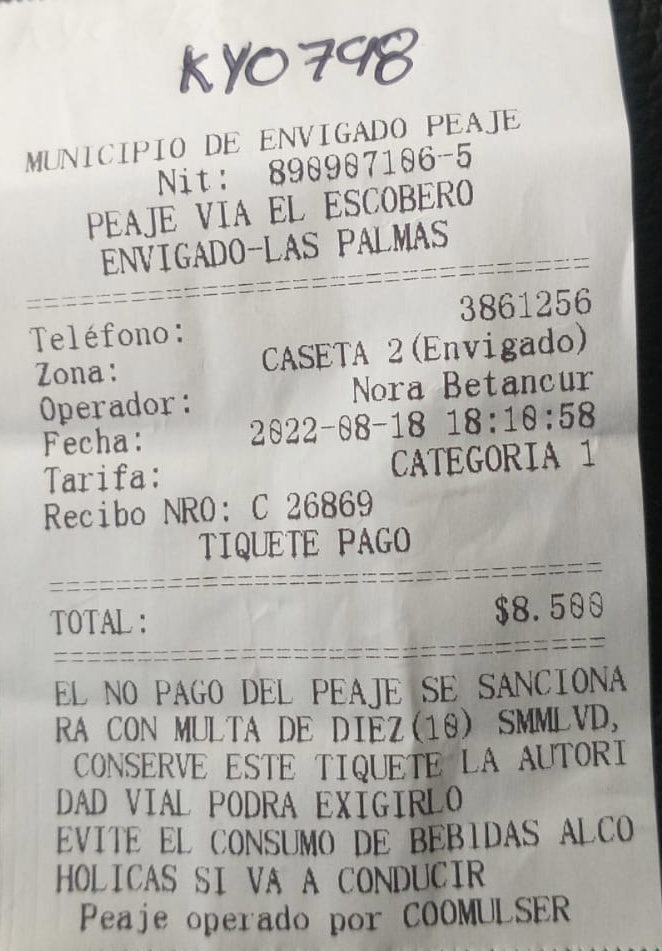 KYO798
MUNICIPIO DE ENVIGADO PEAJE
Nit: 890907106-5
PEAJE VIA EL ESCOBERO
ENVIGADO-LAS PALMAS
==============================
Teléfono: 3861256
Zona: CASETA 2(Envigado)
Operador: Nora Betancur
Fecha: 2022-08-18 18:10:58
Tarifa: CATEGORIA 1
Recibo NRO: C 26869
TIQUETE PAGO
==============================
TOTAL: $8.500
==============================
EL NO PAGO DEL PEAJE SE SANCIONA
RA CON MULTA DE DIEZ(10) SMMLVD,
CONSERVE ESTE TIQUETE LA AUTORI
DAD VIAL PODRA EXIGIRLO
EVITE EL CONSUMO DE BEBIDAS ALCO
HOLICAS SI VA A CONDUCIR
Peaje operado por COOMULSER